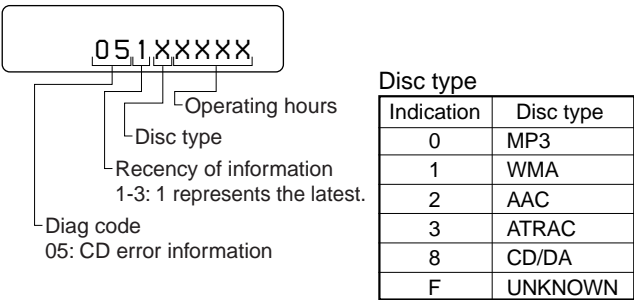 051XXXXX
Operating hours
Disc type
Recency of information
1-3: 1 represents the latest.
Diag code
05: CD error information
Disc type
Indication Disc type
0 MP3
1 WMA
2 AAC
3 ATRAC
8 CD/DA
F UNKNOWN